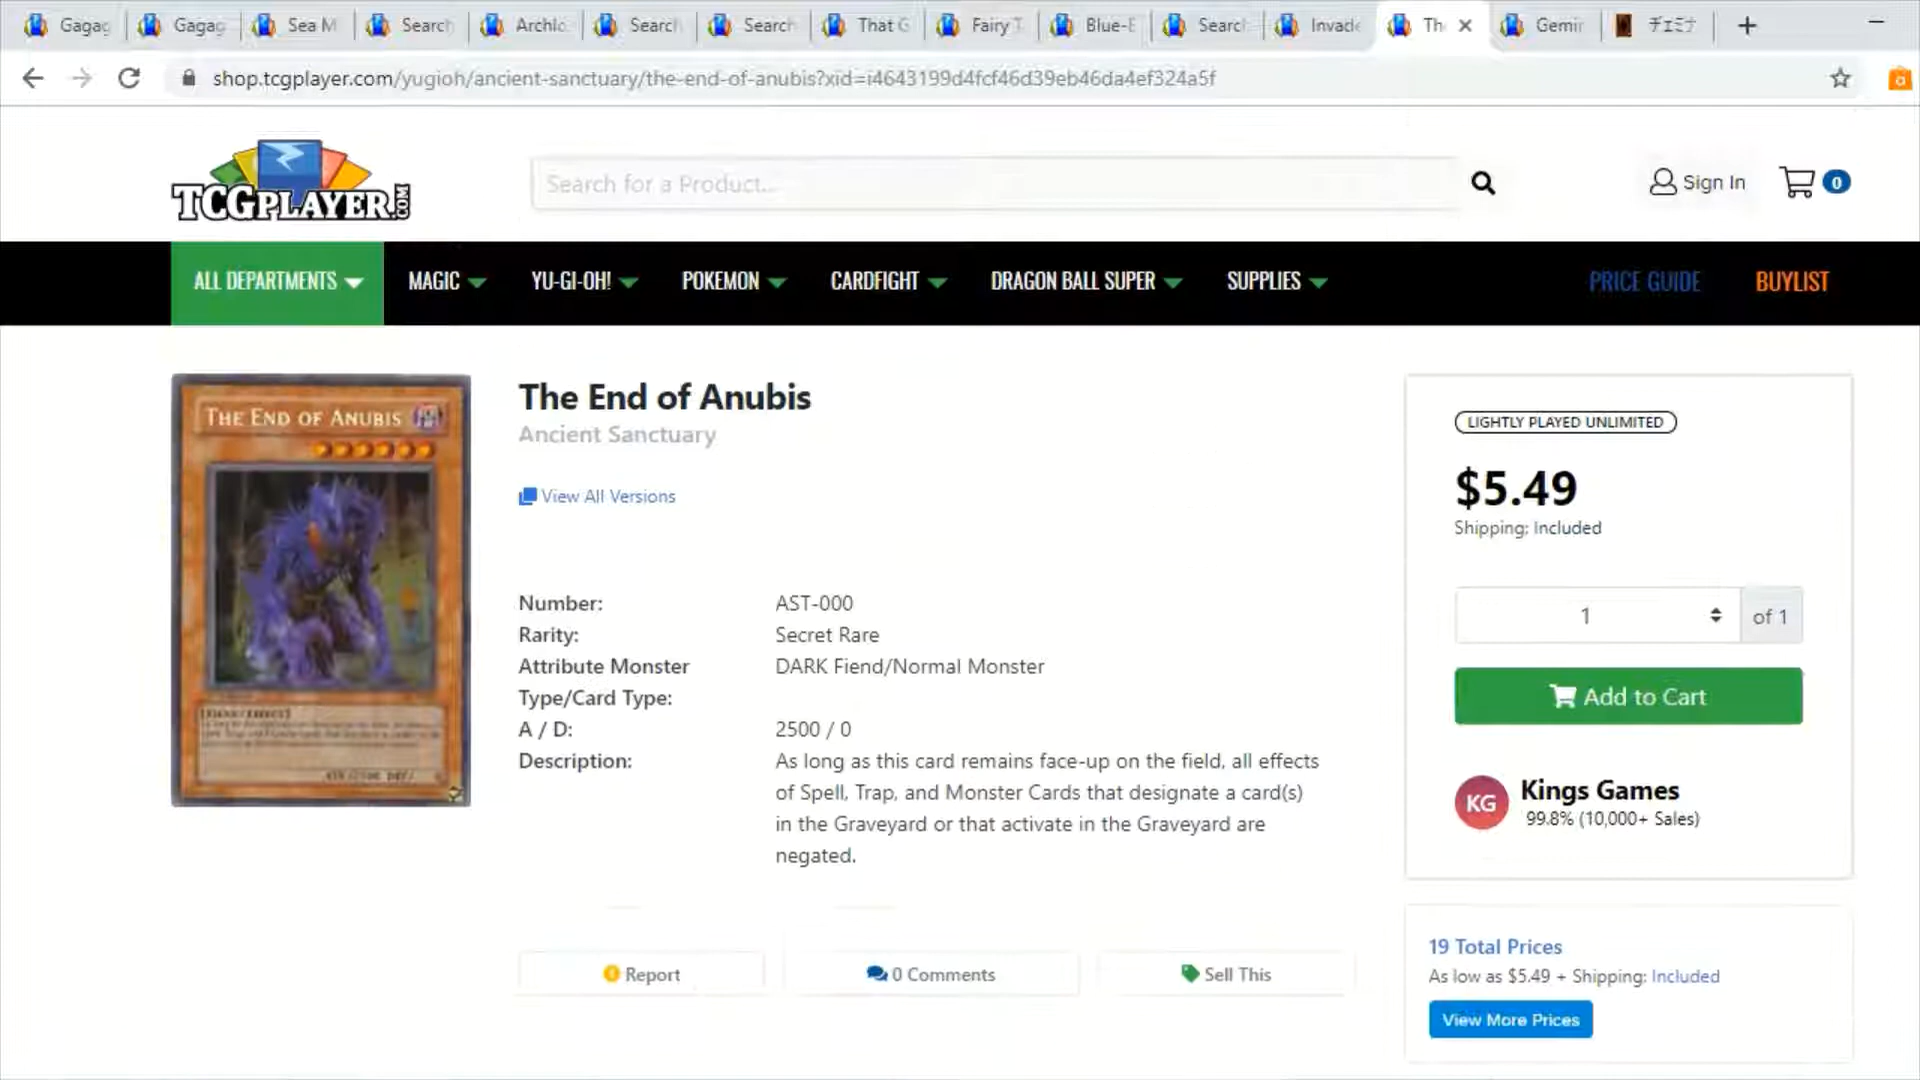 Gagag
Gagag
Sea M
Search
Archlo
Search
Search
That G
Fairy T
Blue-E
Search
Invade
Th
Gemin
ヂェミナ
shop.tcgplayer.com/yugioh/ancient-sanctuary/the-end-of-anubis?xid=i4643199d4fcf46d39eb46da4ef324a5f
TCGPLAYER.COM
Search for a Product...
Sign In
0
ALL DEPARTMENTS
MAGIC
YU-GI-OH!
POKEMON
CARDFIGHT
DRAGON BALL SUPER
SUPPLIES
PRICE GUIDE
BUYLIST
THE END OF ANUBIS
The End of Anubis
Ancient Sanctuary
View All Versions
Number: AST-000
Rarity: Secret Rare
Attribute Monster DARK Fiend/Normal Monster
Type/Card Type:
A / D: 2500 / 0
Description: As long as this card remains face-up on the field, all effects
of Spell, Trap, and Monster Cards that designate a card(s)
in the Graveyard or that activate in the Graveyard are
negated.
Report
0 Comments
Sell This
LIGHTLY PLAYED UNLIMITED
$5.49
Shipping: Included
1 of 1
Add to Cart
KG
Kings Games
99.8% (10,000+ Sales)
19 Total Prices
As low as $5.49 + Shipping: Included
View More Prices